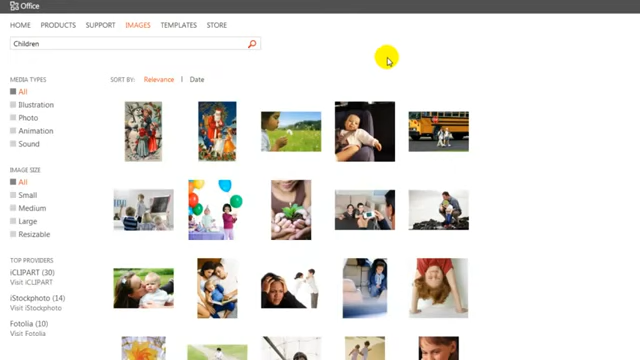 Office
HOME PRODUCTS SUPPORT IMAGES TEMPLATES STORE
Children
MEDIA TYPES
SORT BY: Relevance | Date
All
Illustration
Photo
Animation
Sound
IMAGE SIZE
All
Small
Medium
Large
Resizable
TOP PROVIDERS
iCLIPART (30)
Visit iCLIPART
iStockphoto (14)
Visit iStockphoto
Fotolia (10)
Visit Fotolia